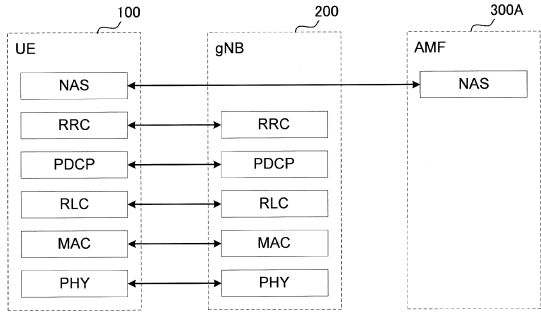 100 200 300A
UE gNB AMF
NAS NAS
RRC RRC
PDCP PDCP
RLC RLC
MAC MAC
PHY PHY